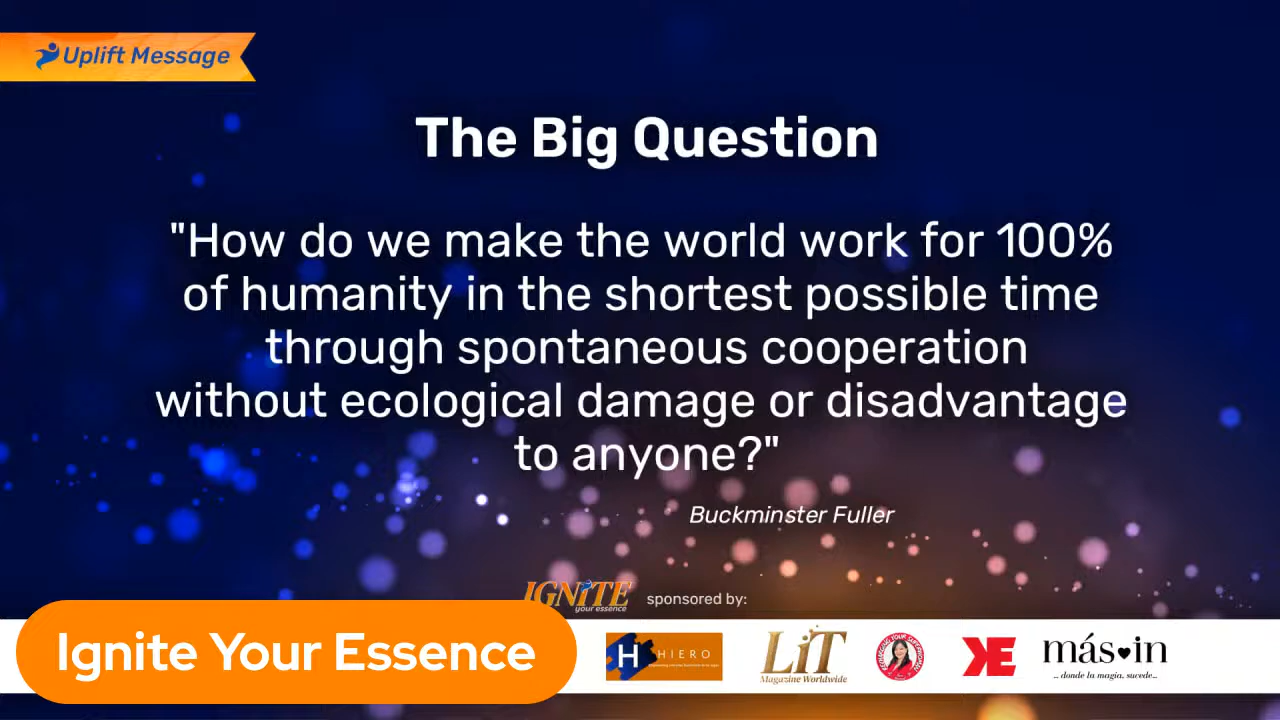 Uplift Message
The Big Question
"How do we make the world work for 100%
of humanity in the shortest possible time
through spontaneous cooperation
without ecological damage or disadvantage
to anyone?"
Buckminster Fuller
IGNiTE
your essence
sponsored by:
Ignite Your Essence
H HIERO
LiT
Magazine Worldwide
KE
más in
... donde la magia, sucede...